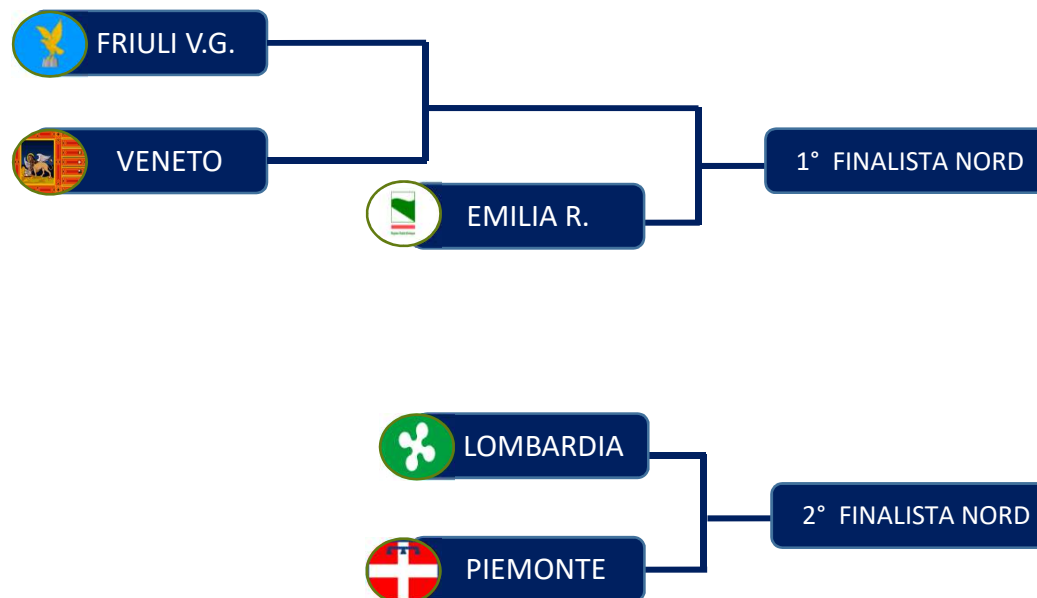 FRIULI V.G.
VENETO
1° FINALISTA NORD
EMILIA R.
LOMBARDIA
2° FINALISTA NORD
PIEMONTE